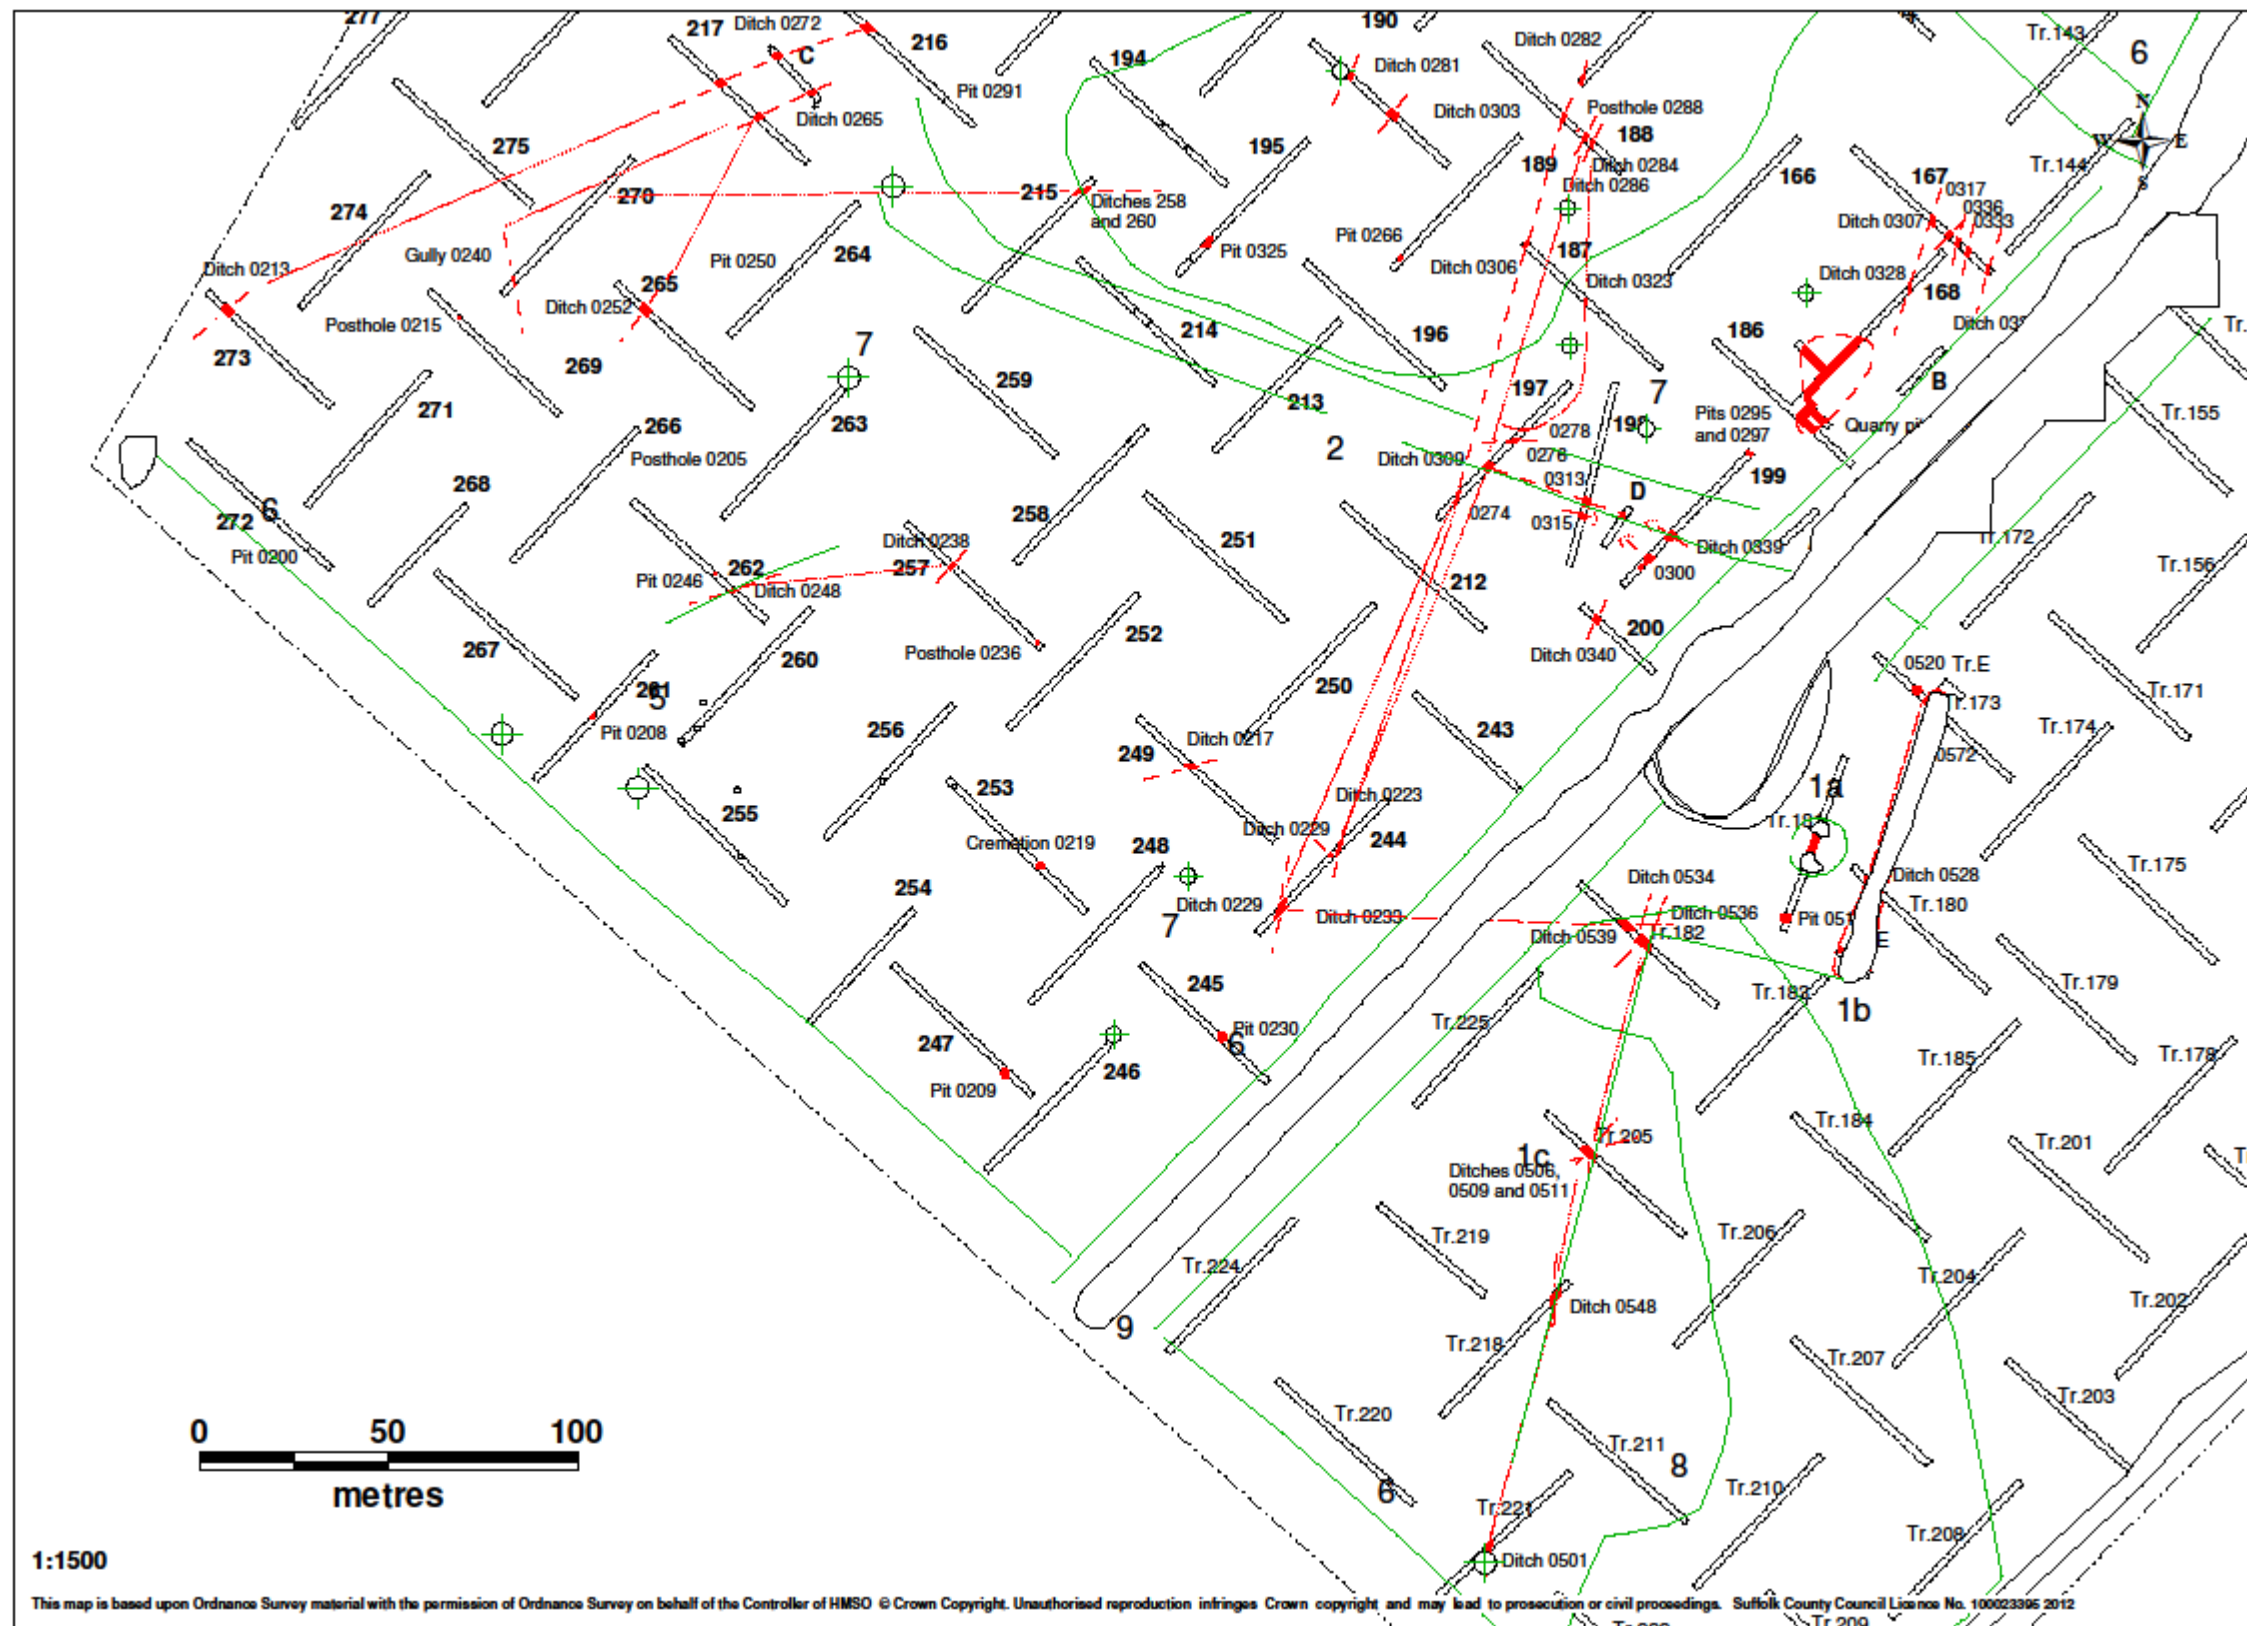 277
217
Ditch 0272
C
216
190
Ditch 0282
Tr.143
6
194
Ditch 0281
Pit 0291
Ditch 0265
Ditch 0303
Posthole 0288
188
N
W
E
S
275
195
189
Ditch 0284
Ditch 0286
166
167
Tr.144
0317
0336
0333
274
270
215
Ditches 258
and 260
Ditch 0307
Gully 0240
Pit 0250
264
Pit 0325
Pit 0266
Ditch 0306
187
Ditch 0323
Ditch 0328
168
Ditch 0213
265
Ditch 0252
Posthole 0215
214
196
186
273
269
7
259
213
197
7
B
271
263
198
Pits 0295
and 0297
Quarry pi
Tr.155
266
Posthole 0205
2
Ditch 0309
0278
0276
268
0313
D
199
272
6
258
0274
0315
Tr.172
Pit 0200
Ditch 0238
251
Ditch 0339
Pit 0246
262
257
212
0300
Tr.156
Ditch 0248
267
260
Posthole 0236
252
200
Ditch 0340
0520
Tr.E
261
5
250
Tr.171
Pit 0208
256
249
Ditch 0217
243
Tr.174
0572
255
253
Ditch 0223
1a
Cremation 0219
Ditch 0229
244
248
Tr.175
254
Ditch 0534
Ditch 0528
Ditch 0229
Ditch 0233
Ditch 0536
Pit 051
Tr.180
7
Ditch 0539
Tr.182
E
245
Tr.183
Tr.179
1b
Pit 0230
6
Tr.225
247
246
Tr.185
Tr.178
Pit 0209
Tr.184
Tr.205
Tr.201
1c
Ditches 0506,
0509 and 0511
Tr.219
Tr.206
Tr.224
Tr.204
9
Ditch 0548
Tr.202
Tr.218
Tr.207
Tr.203
Tr.220
0
50
100
metres
Tr.211
8
6
Tr.221
Tr.210
Tr.208
1:1500
Ditch 0501
This map is based upon Ordnance Survey material with the permission of Ordnance Survey on behalf of the Controller of HMSO © Crown Copyright. Unauthorised reproduction infringes Crown copyright and may lead to prosecution or civil proceedings. Suffolk County Council Licence No. 100023395 2012
Tr.209